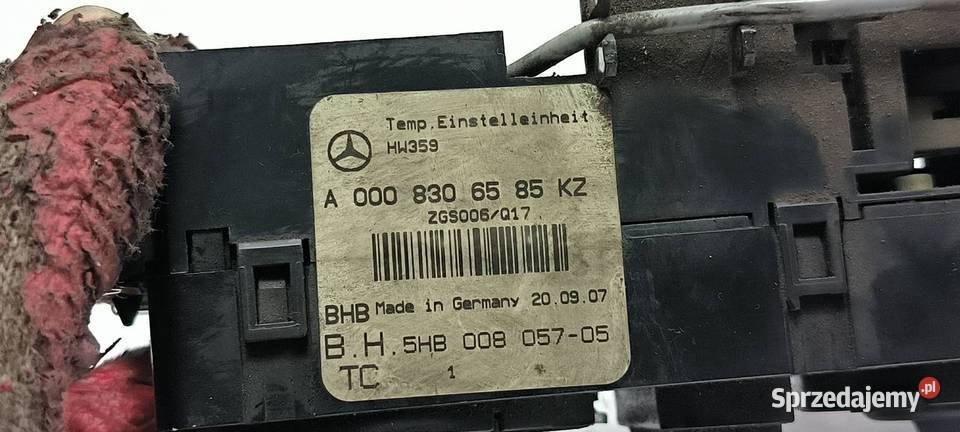 Temp.Einstelleinheit
HW359
A 000 830 65 85 KZ
ZGS006/Q17
BHB Made in Germany 20.09.07
B.H.5HB 008 057-05
TC 1
Sprzedajemy.pl